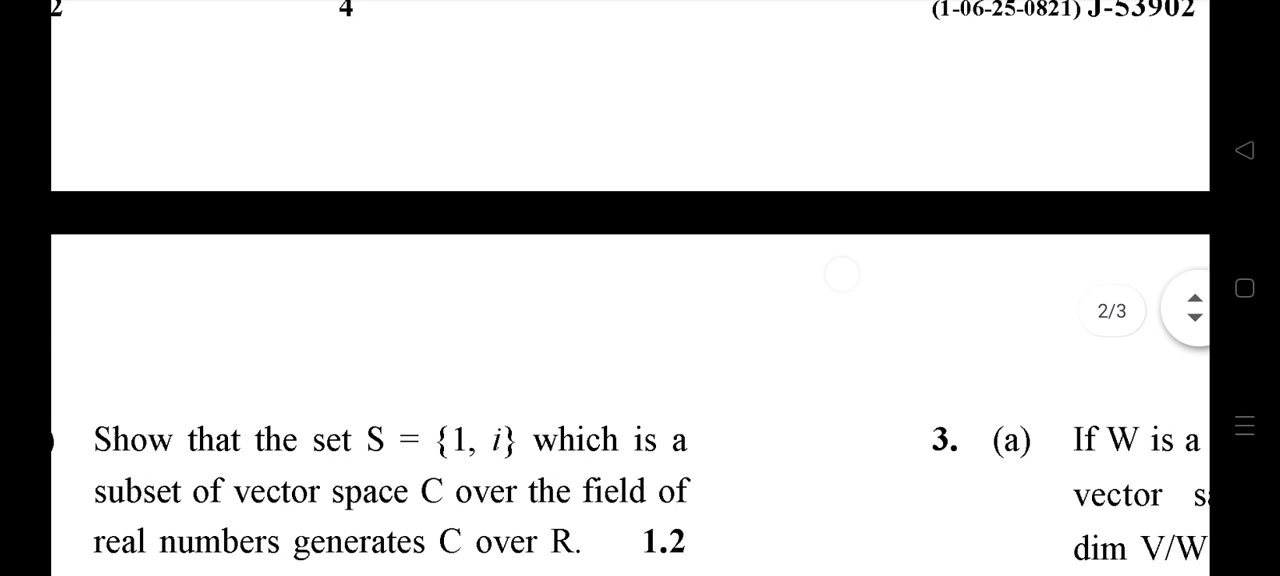 2
4
(1-06-25-0821) J-53902
2/3
) Show that the set S = {1, i} which is a
subset of vector space C over the field of
real numbers generates C over R. 1.2
3. (a) If W is a
vector
dim V/W